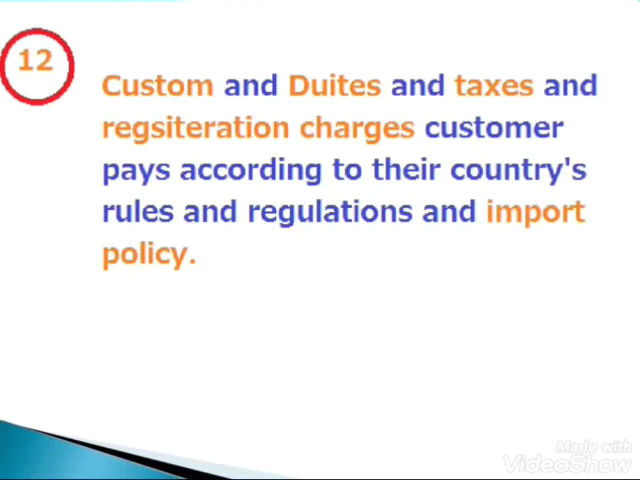 12
Custom and Duites and taxes and
regsiteration charges customer
pays according to their country's
rules and regulations and import
policy.
Made with
VideoShow